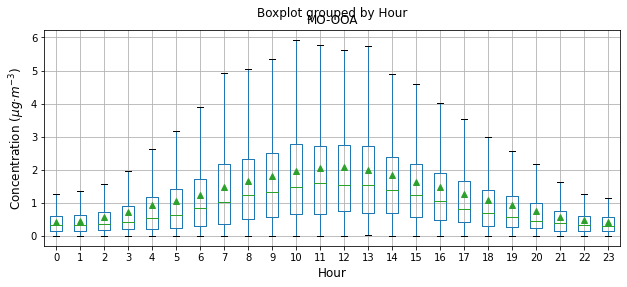 Boxplot grouped by Hour
MO-OOA
Concentration (μg·m⁻³)
6
5
4
3
2
1
0
0 1 2 3 4 5 6 7 8 9 10 11 12 13 14 15 16 17 18 19 20 21 22 23
Hour